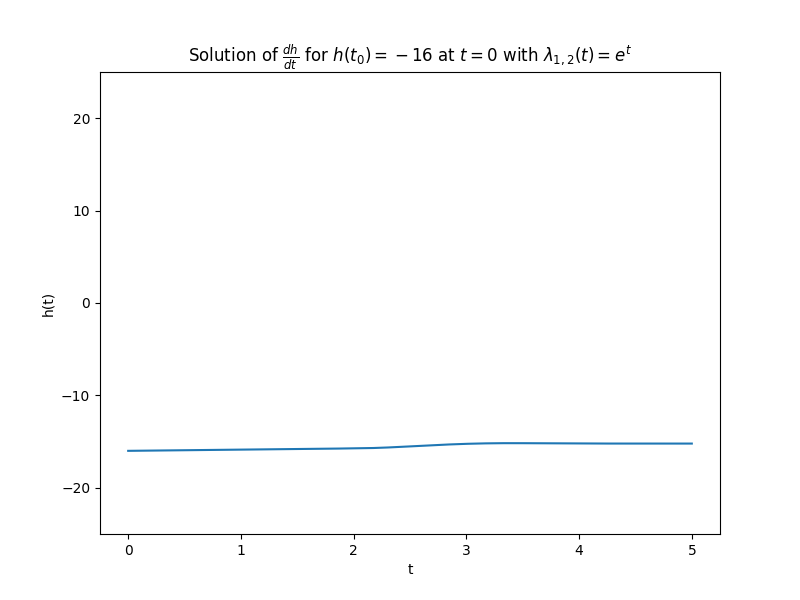 Solution of $\frac{dh}{dt}$ for $h(t_0) = -16$ at $t = 0$ with $\lambda_{1,2}(t) = e^t$
20
10
0
−10
−20
h(t)
0 1 2 3 4 5
t